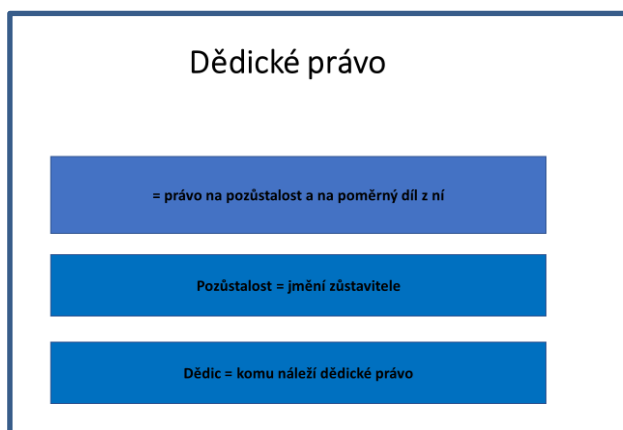 Dědické právo
= právo na pozůstalost a na poměrný díl z ní
Pozůstalost = jmění zůstavitele
Dědic = komu náleží dědické právo